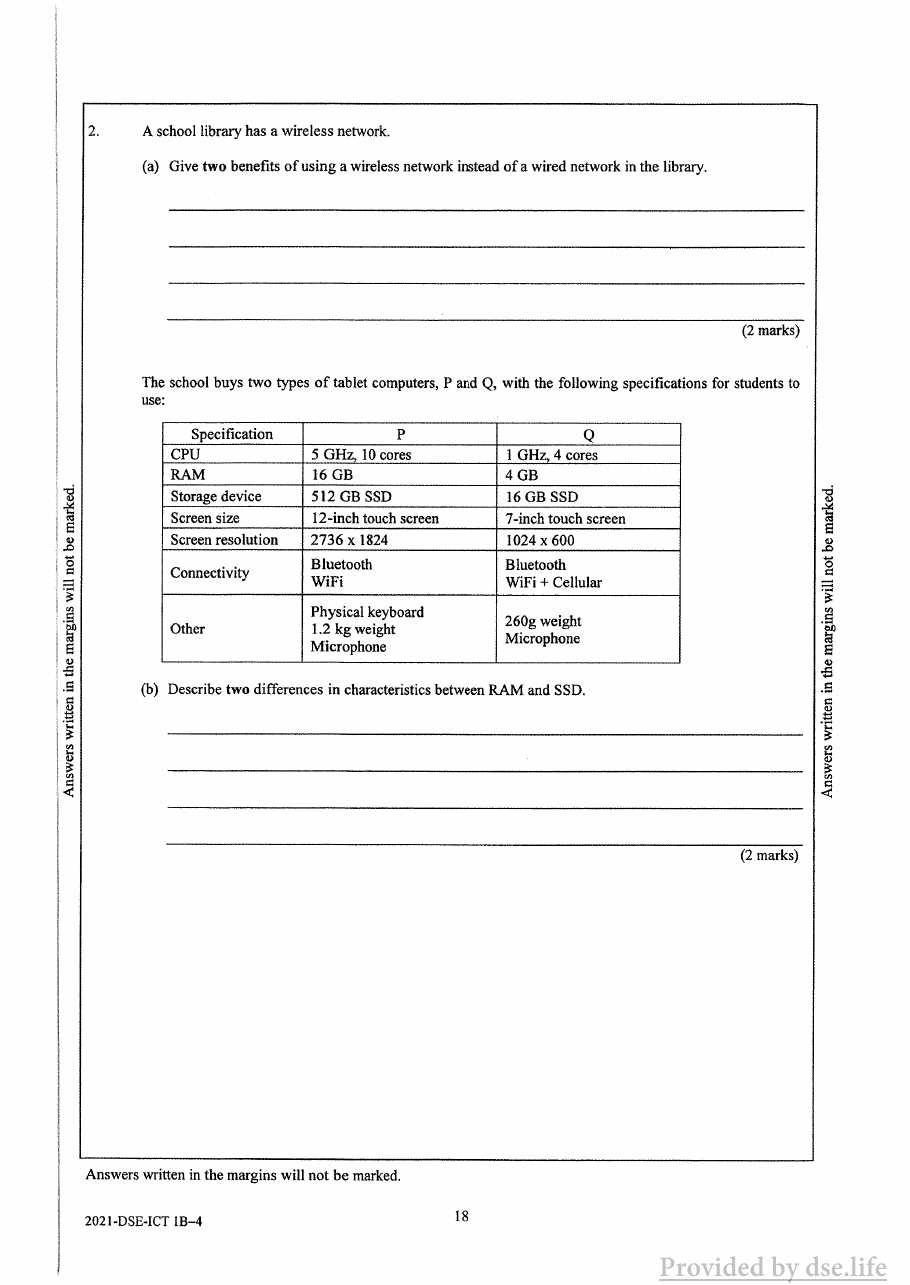 2. A school library has a wireless network.
(a) Give two benefits of using a wireless network instead of a wired network in the library.
(2 marks)
The school buys two types of tablet computers, P and Q, with the following specifications for students to
use:
Specification P Q
CPU 5 GHz, 10 cores 1 GHz, 4 cores
RAM 16 GB 4 GB
Storage device 512 GB SSD 16 GB SSD
Screen size 12-inch touch screen 7-inch touch screen
Screen resolution 2736 x 1824 1024 x 600
Connectivity Bluetooth Bluetooth
WiFi WiFi + Cellular
Other Physical keyboard 260g weight
1.2 kg weight Microphone
Microphone
(b) Describe two differences in characteristics between RAM and SSD.
(2 marks)
Answers written in the margins will not be marked.
Answers written in the margins will not be marked.
Answers written in the margins will not be marked.
2021-DSE-ICT 1B–4 18
Provided by dse.life